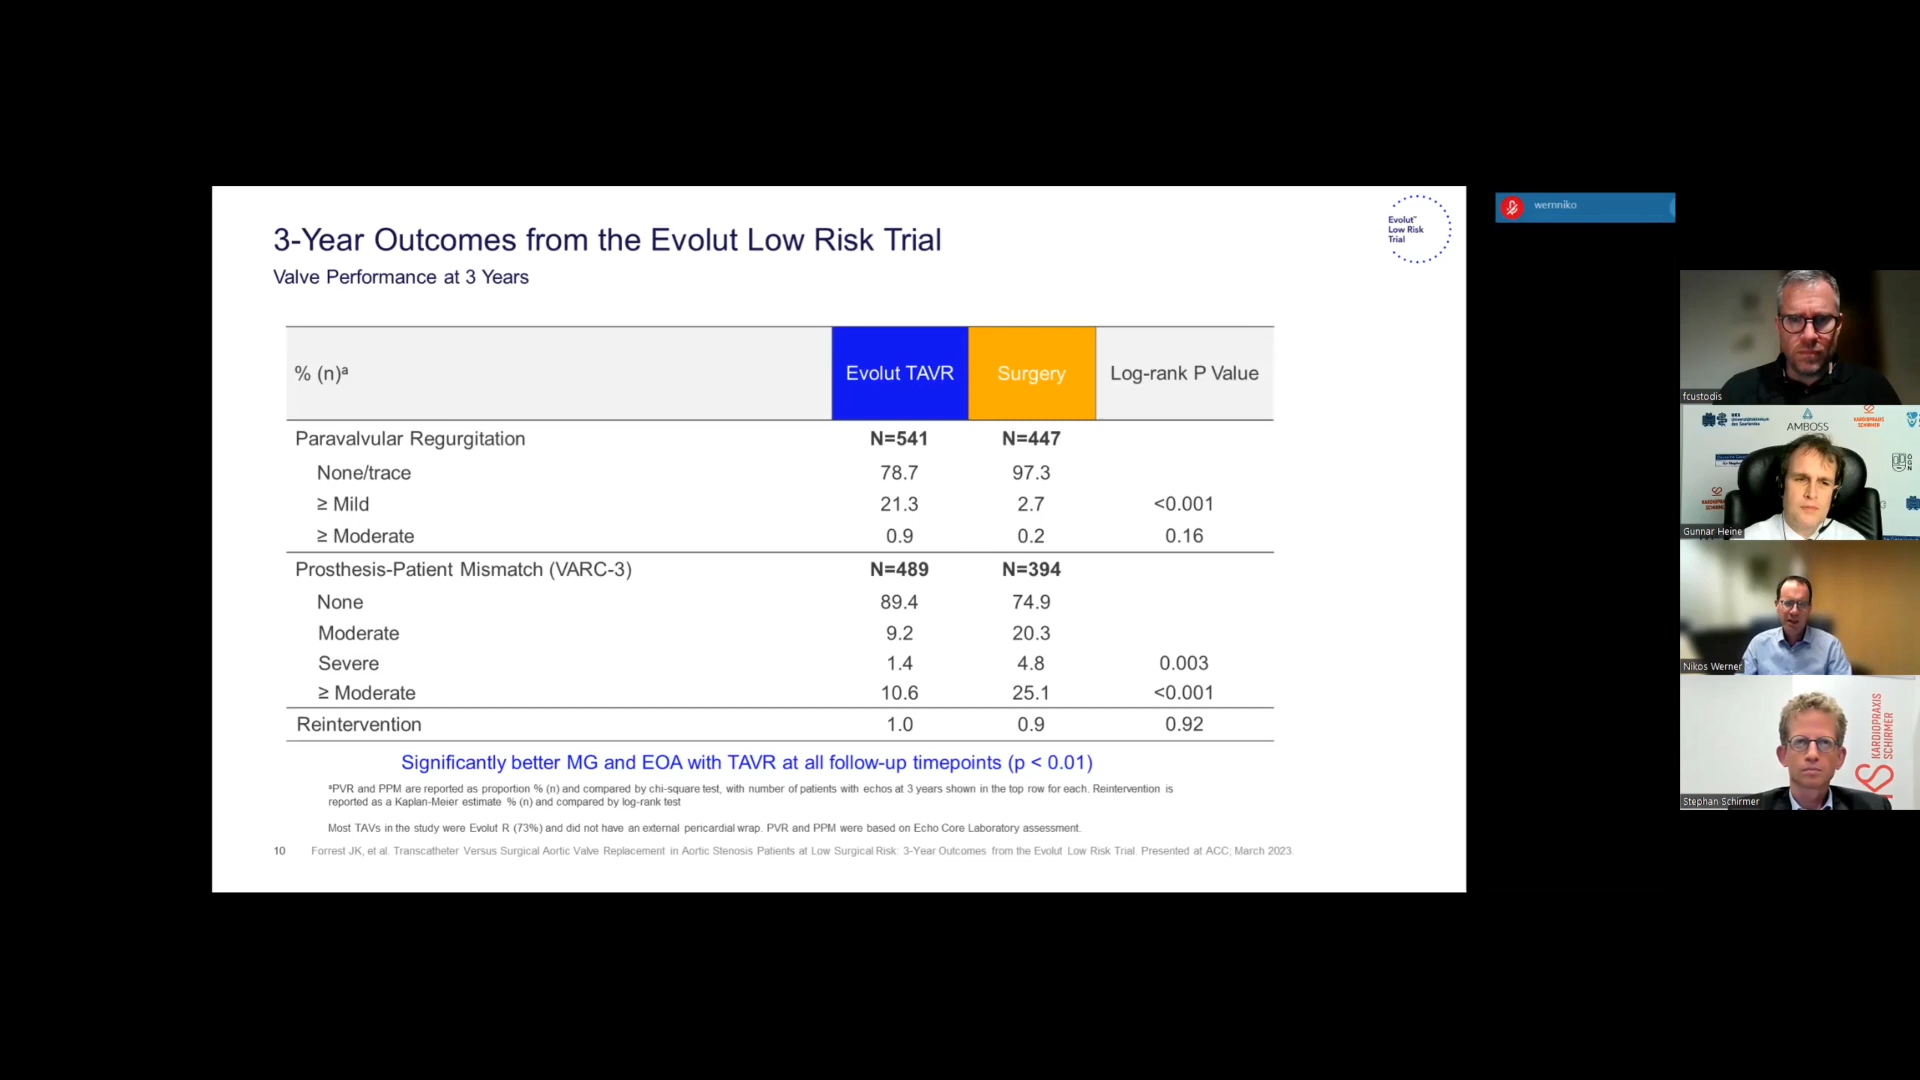 3-Year Outcomes from the Evolut Low Risk Trial
Valve Performance at 3 Years
Evolut™
Low Risk
Trial
% (n)ᵃ Evolut TAVR Surgery Log-rank P Value
Paravalvular Regurgitation N=541 N=447
None/trace 78.7 97.3
≥ Mild 21.3 2.7 <0.001
≥ Moderate 0.9 0.2 0.16
Prosthesis-Patient Mismatch (VARC-3) N=489 N=394
None 89.4 74.9
Moderate 9.2 20.3
Severe 1.4 4.8 0.003
≥ Moderate 10.6 25.1 <0.001
Reintervention 1.0 0.9 0.92
Significantly better MG and EOA with TAVR at all follow-up timepoints (p < 0.01)
ᵃPVR and PPM are reported as proportion % (n) and compared by chi-square test, with number of patients with echos at 3 years shown in the top row for each. Reintervention is
reported as a Kaplan-Meier estimate % (n) and compared by log-rank test
Most TAVs in the study were Evolut R (73%) and did not have an external pericardial wrap. PVR and PPM were based on Echo Core Laboratory assessment.
10 Forrest JK, et al. Transcatheter Versus Surgical Aortic Valve Replacement in Aortic Stenosis Patients at Low Surgical Risk: 3-Year Outcomes from the Evolut Low Risk Trial. Presented at ACC; March 2023.
wernniko
fcustodis
UKS
Universitätsklinikum
des Saarlandes
AMBOSS
KARDIOPRAXIS
SCHIRMER
Gunnar Heine
Nikos Werner
KARDIOPRAXIS
SCHIRMER
Stephan Schirmer